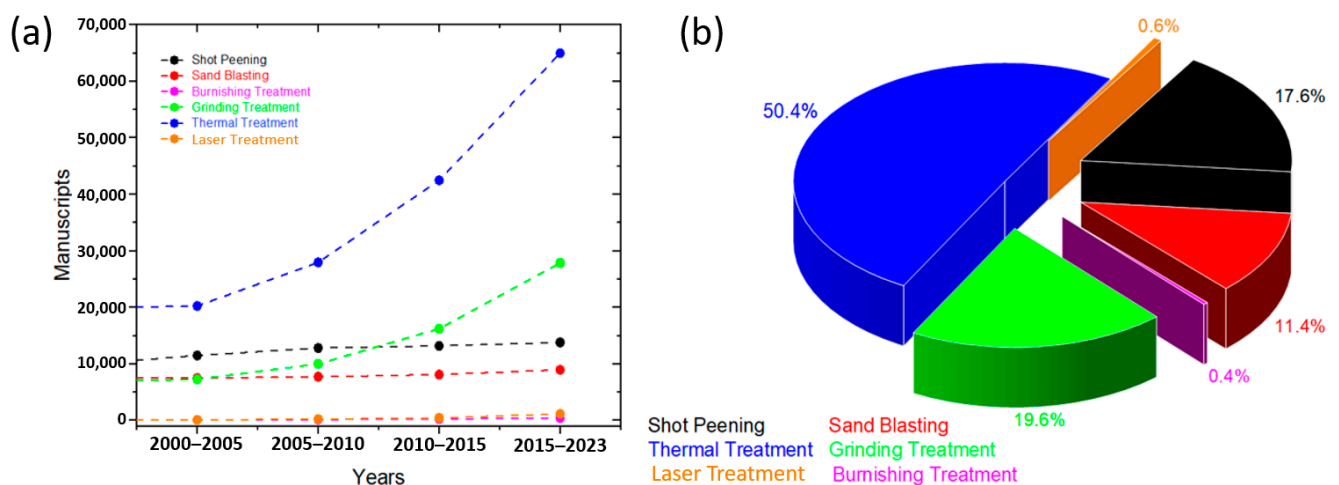 (a)
70,000
60,000
50,000
40,000
30,000
20,000
10,000
0
Manuscripts
Shot Peening
Sand Blasting
Burnishing Treatment
Grinding Treatment
Thermal Treatment
Laser Treatment
2000–2005
2005–2010
2010–2015
2015–2023
Years
(b)
0.6%
17.6%
50.4%
11.4%
0.4%
19.6%
Shot Peening
Sand Blasting
Thermal Treatment
Grinding Treatment
Laser Treatment
Burnishing Treatment